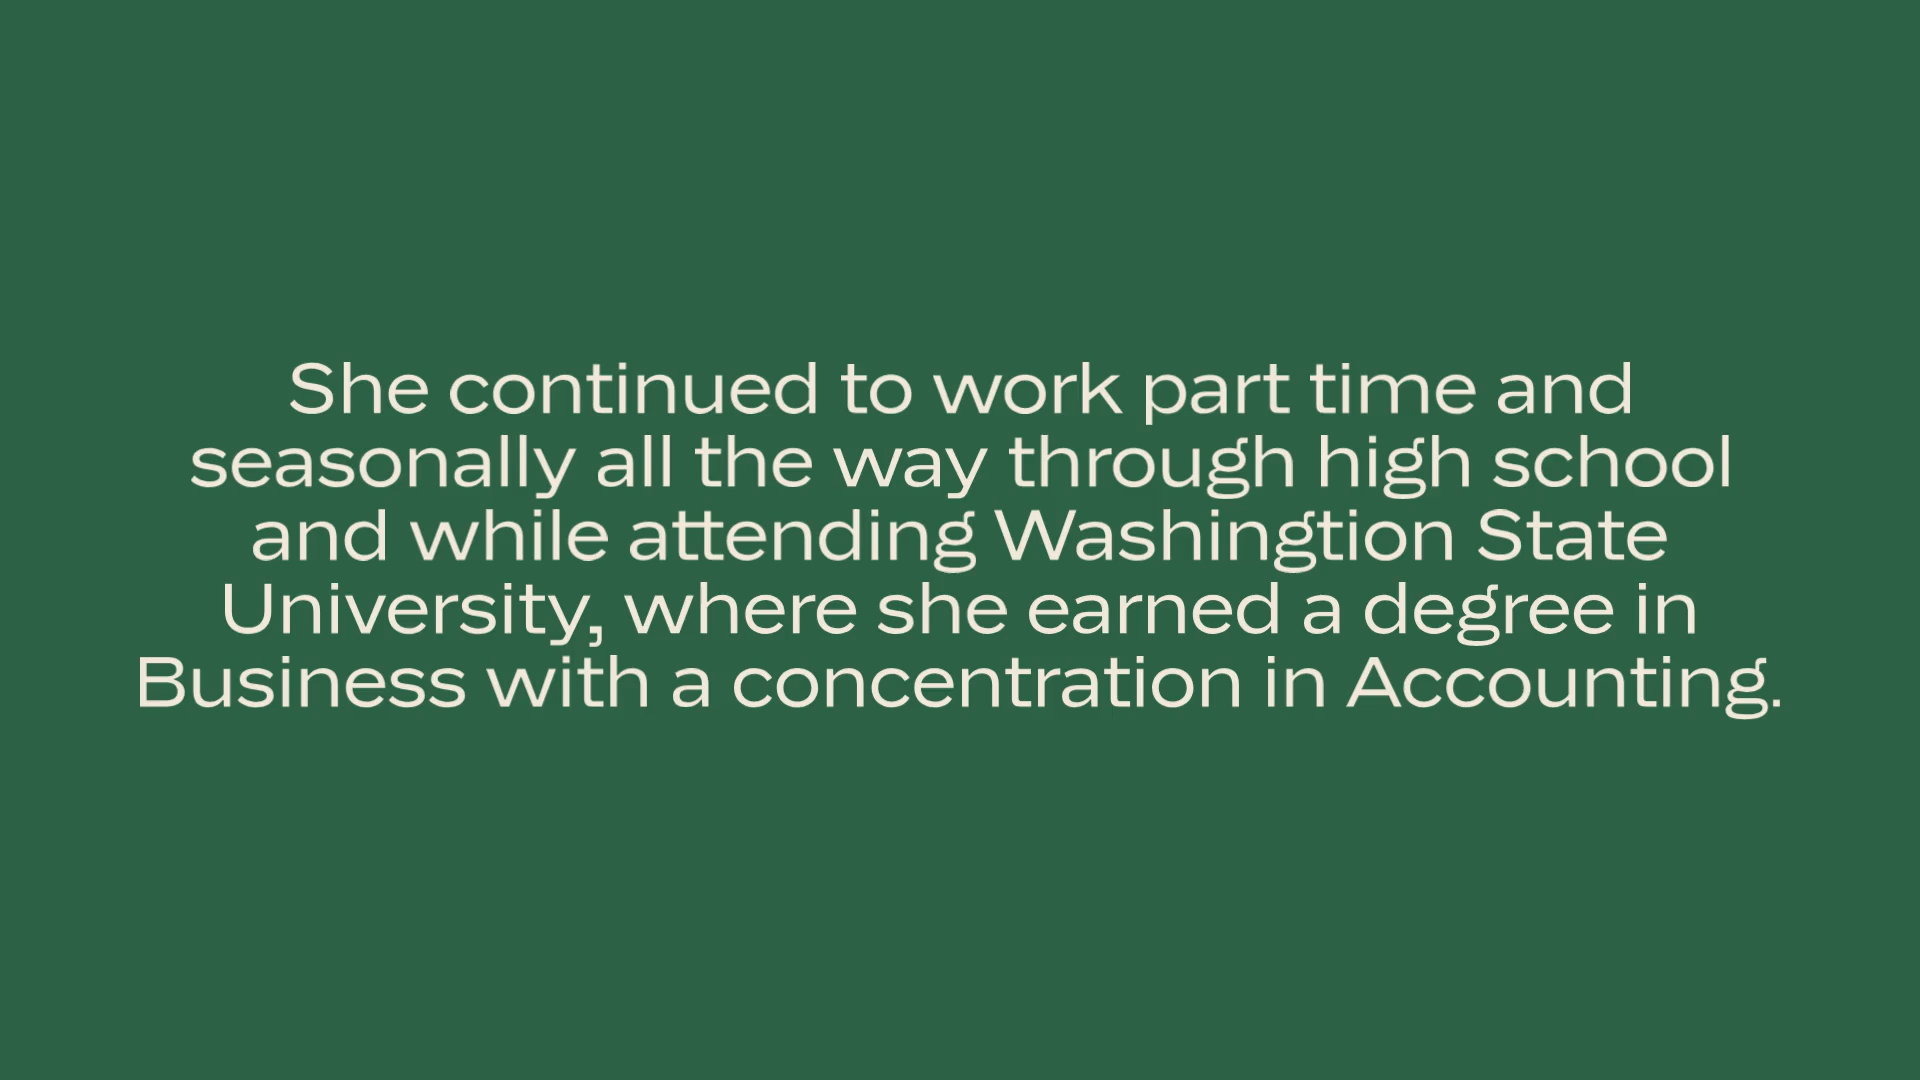 She continued to work part time and
seasonally all the way through high school
and while attending Washingtion State
University, where she earned a degree in
Business with a concentration in Accounting.